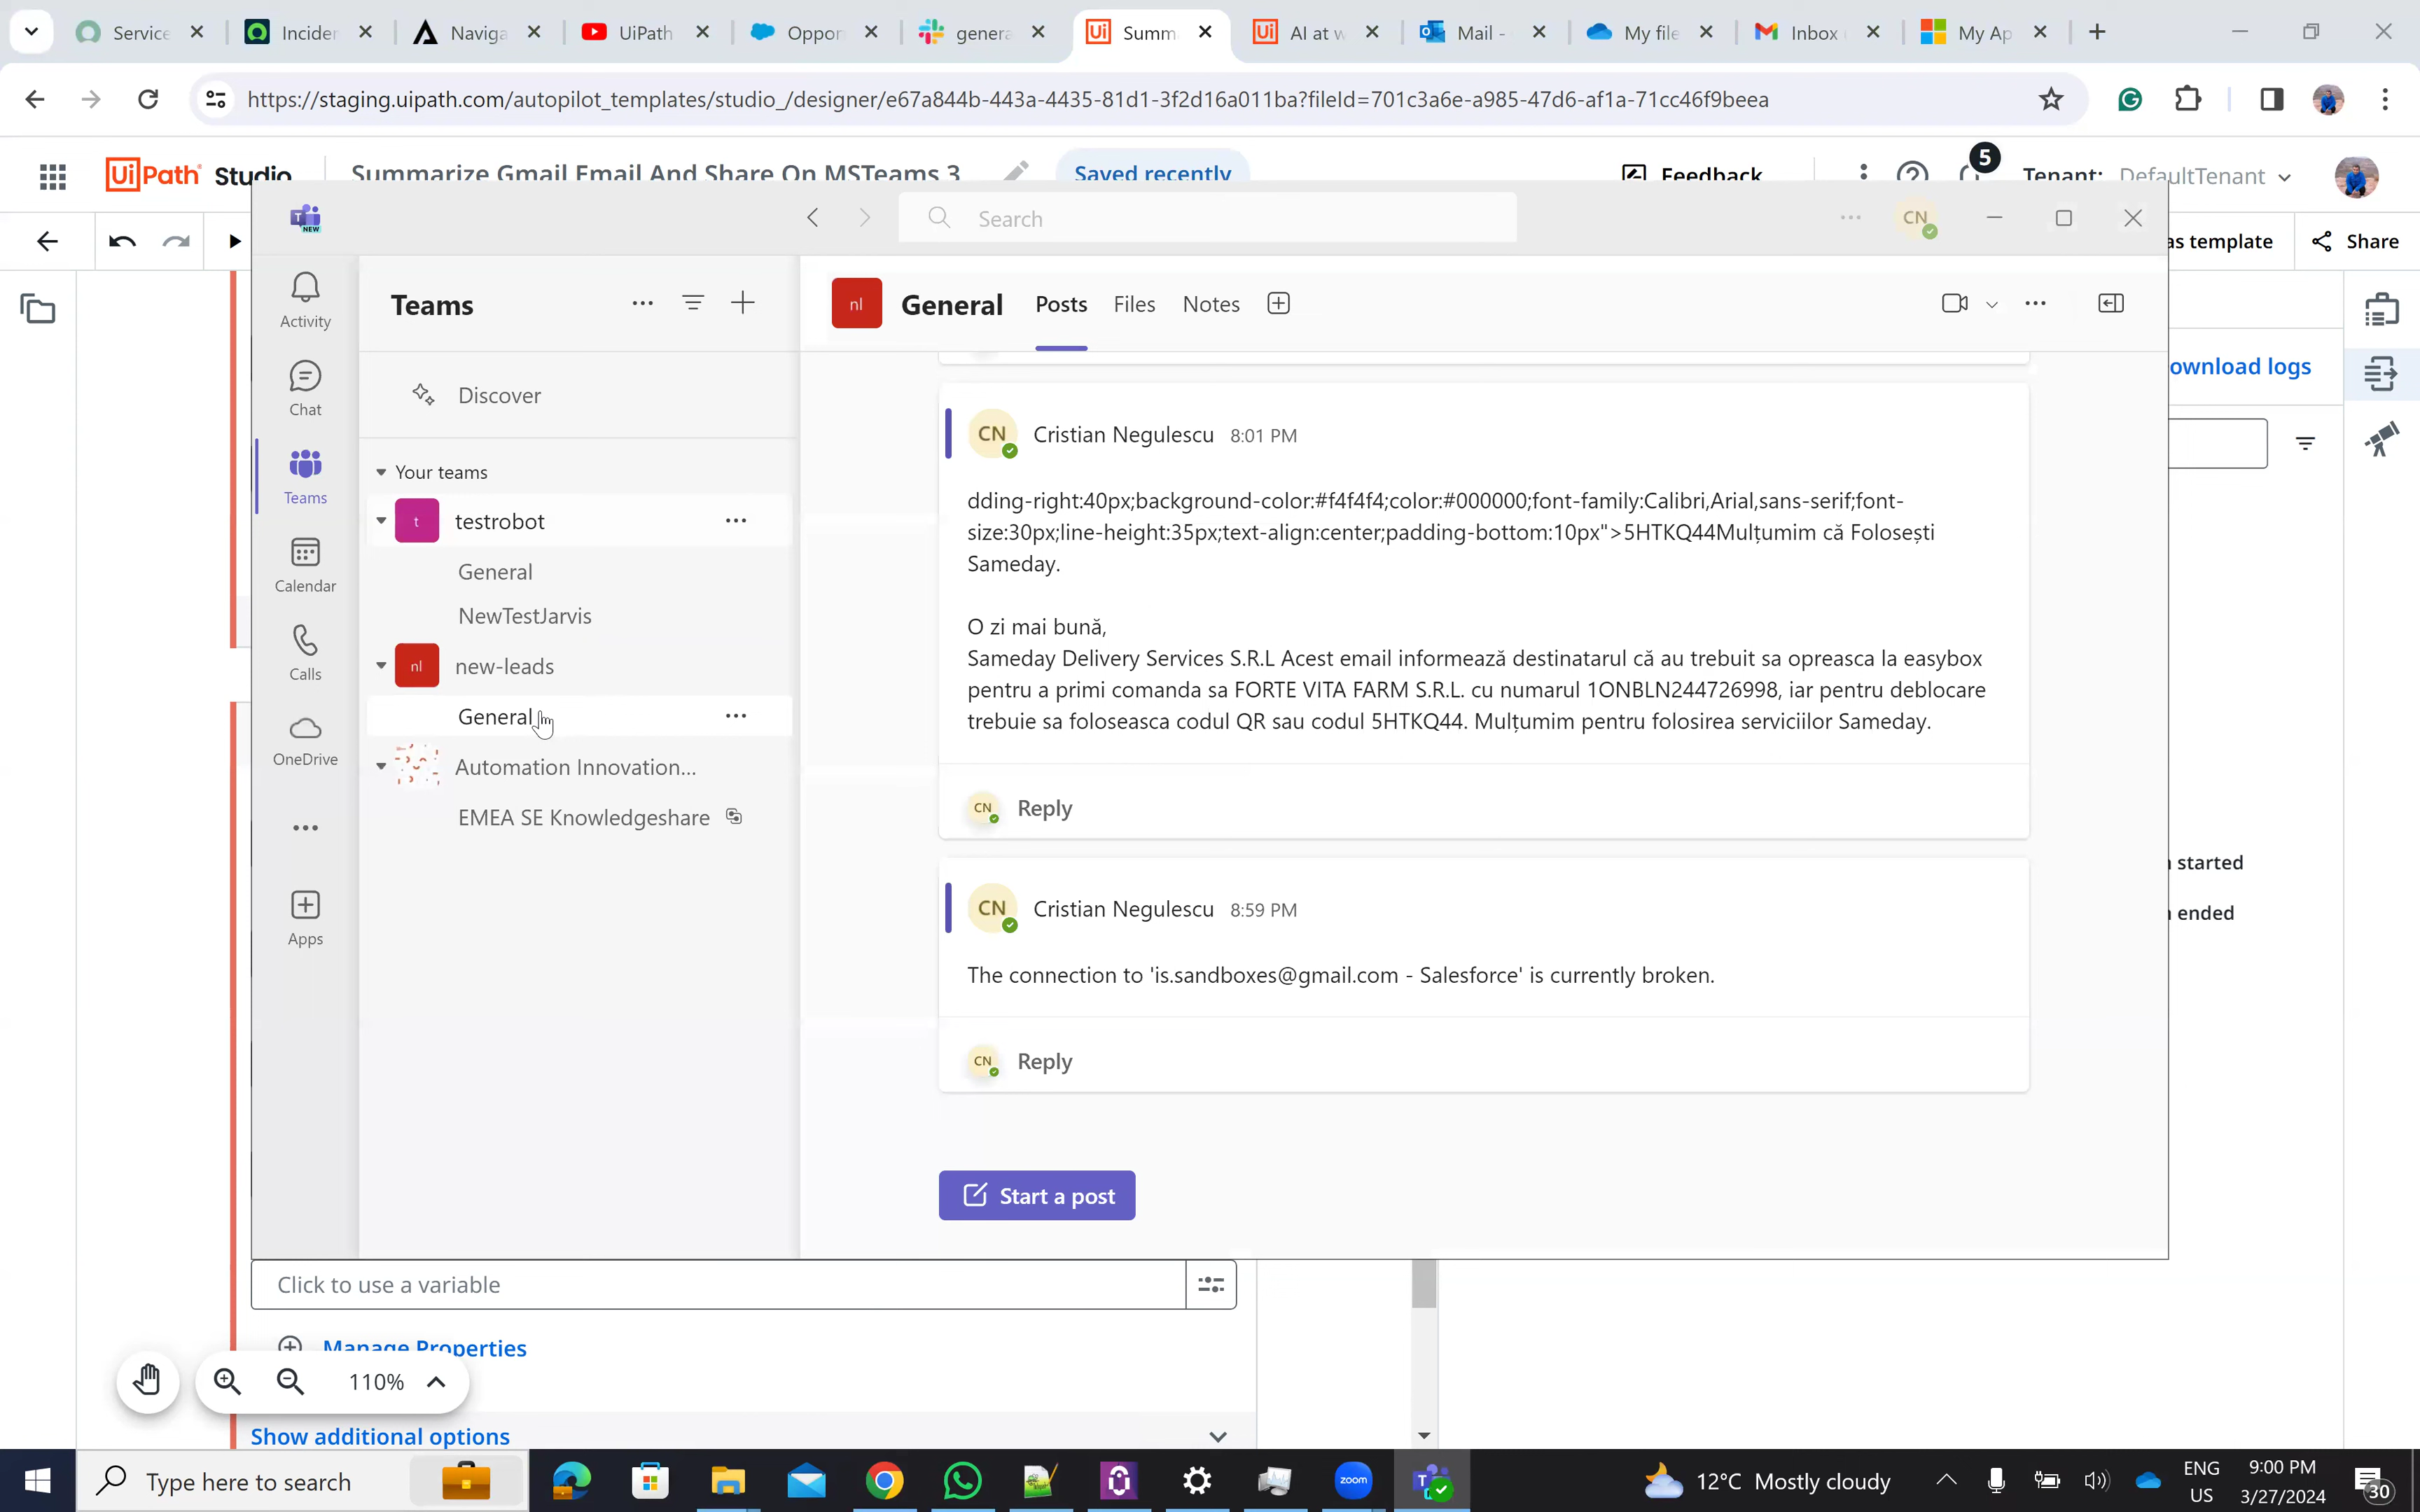 Service
Inciden
Naviga
UiPath
Oppor
genera
Summ
AI at w
Mail -
My file
Inbox
My Ap
https://staging.uipath.com/autopilot_templates/studio_/designer/e67a844b-443a-4435-81d1-3f2d16a011ba?fileId=701c3a6e-a985-47d6-af1a-71cc46f9beea
UiPath Studio
Summarize Gmail Email And Share On MSTeams 3
Saved recently
Feedback
5
Tenant: DefaultTenant
T
NEW
Search
CN
as template
Share
Activity
Chat
Teams
Calendar
Calls
OneDrive
Apps
Teams
Discover
Your teams
t testrobot
General
NewTestJarvis
nl new-leads
General
Automation Innovation...
EMEA SE Knowledgeshare
nl General Posts Files Notes
ownload logs
CN Cristian Negulescu 8:01 PM
dding-right:40px;background-color:#f4f4f4;color:#000000;font-family:Calibri,Arial,sans-serif;font-
size:30px;line-height:35px;text-align:center;padding-bottom:10px">5HTKQ44Mulțumim că Folosești
Sameday.
O zi mai bună,
Sameday Delivery Services S.R.L Acest email informează destinatarul că au trebuit sa opreasca la easybox
pentru a primi comanda sa FORTE VITA FARM S.R.L. cu numarul 1ONBLN244726998, iar pentru deblocare
trebuie sa foloseasca codul QR sau codul 5HTKQ44. Mulțumim pentru folosirea serviciilor Sameday.
CN Reply
CN Cristian Negulescu 8:59 PM
The connection to 'is.sandboxes@gmail.com - Salesforce' is currently broken.
CN Reply
Start a post
started
ended
Click to use a variable
Manage Properties
110%
Show additional options
Type here to search
zoom
12°C Mostly cloudy
ENG
US
9:00 PM
3/27/2024
30